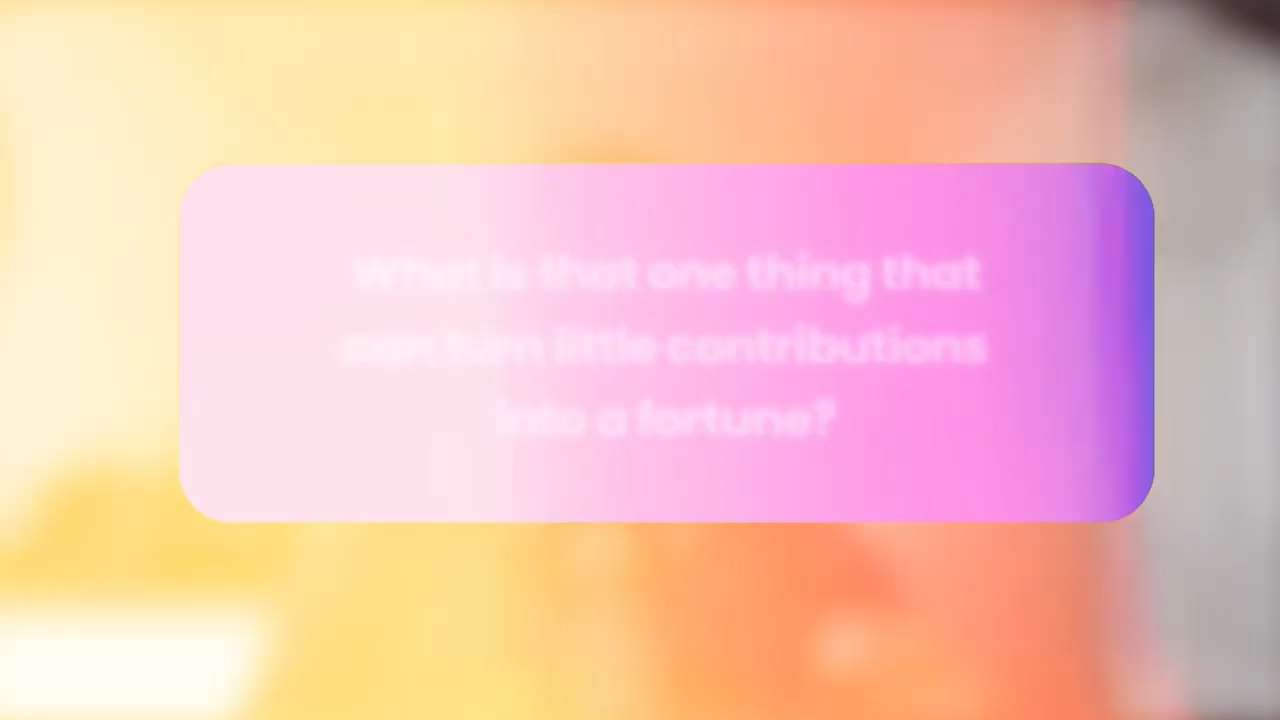 What is that one thing that
can turn little contributions
into a fortune?